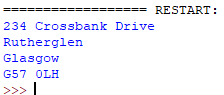 ================== RESTART:
234 Crossbank Drive
Rutherglen
Glasgow
G57 0LH
>>>